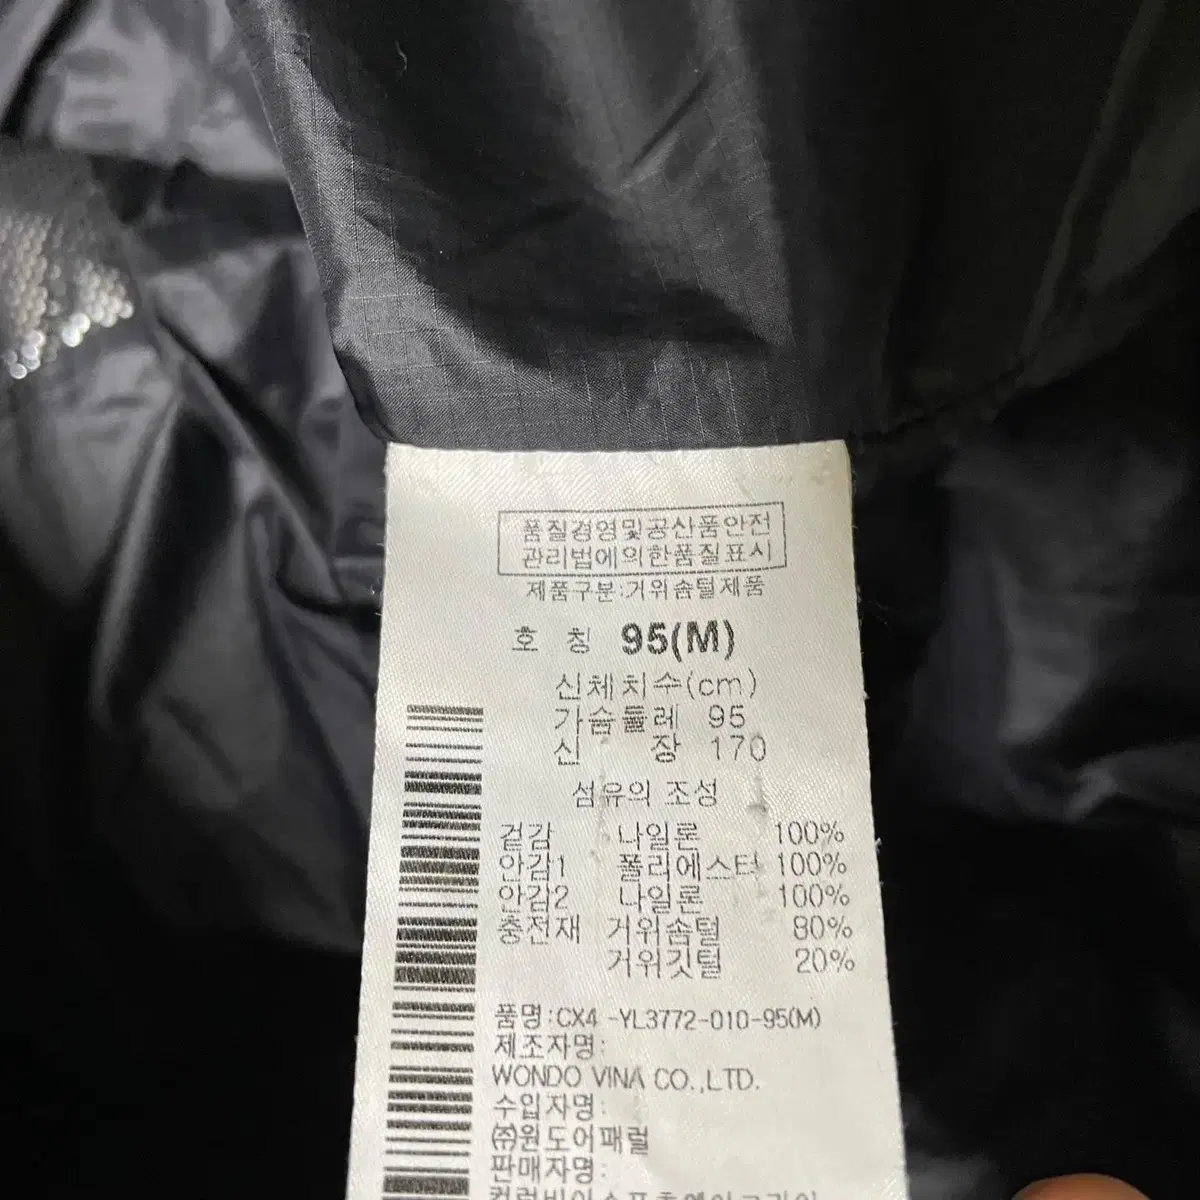 품질경영및공산품안전
관리법에의한품질표시
제품구분:거위솜털제품
호 칭 95(M)
신체치수(cm)
가슴둘레 95
신 장 170
섬유의 조성
겉감 나일론 100%
안감1 폴리에스터 100%
안감2 나일론 100%
충전재 거위솜털 80%
거위깃털 20%
품명:CX4 -YL3772-010-95(M)
제조자명:
WONDO VINA CO.,LTD.
수입자명:
(주)원도어패럴
판매자명: